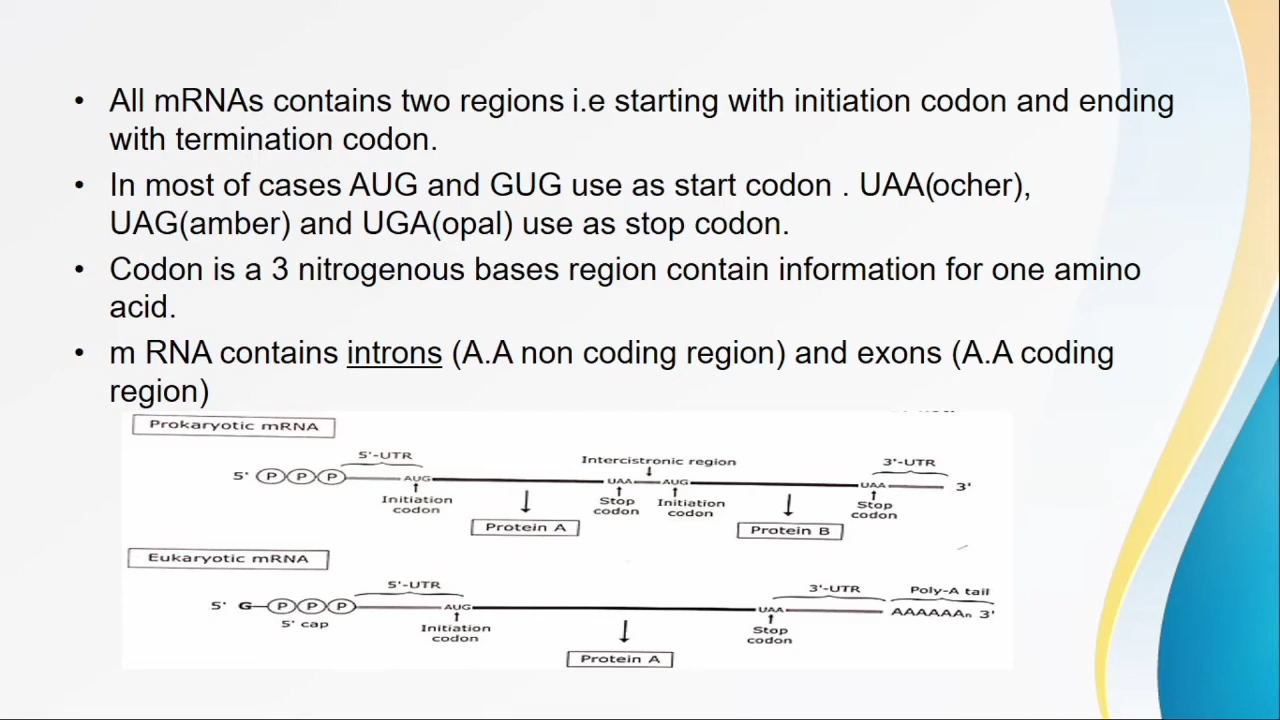 • All mRNAs contains two regions i.e starting with initiation codon and ending
with termination codon.
• In most of cases AUG and GUG use as start codon . UAA(ocher),
UAG(amber) and UGA(opal) use as stop codon.
• Codon is a 3 nitrogenous bases region contain information for one amino
acid.
• m RNA contains introns (A.A non coding region) and exons (A.A coding
region)
Prokaryotic mRNA
5'-UTR
Intercistronic region
3'-UTR
5' P P P AUG UAA AUG UAA 3'
Initiation
codon
Stop
codon
Initiation
codon
Stop
codon
Protein A
Protein B
Eukaryotic mRNA
5'-UTR
3'-UTR
Poly-A tail
5' G P P P AUG UAA AAAAAAn 3'
5' cap
Initiation
codon
Stop
codon
Protein A